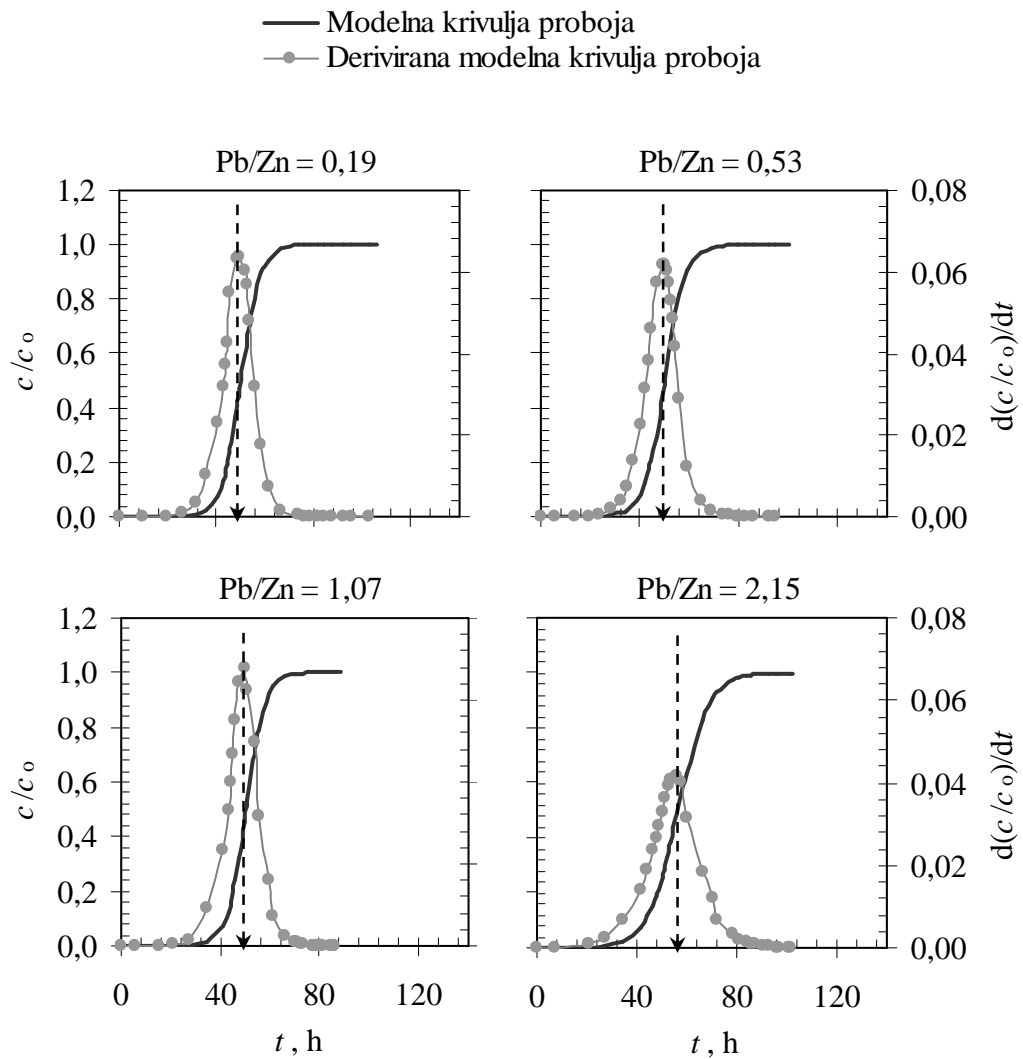 Modelna krivulja proboja
Derivirana modelna krivulja proboja
Pb/Zn = 0,19
Pb/Zn = 0,53
1,2
1,0
0,8
0,6
0,4
0,2
0,0
c/co
0,08
0,06
0,04
0,02
0,00
d(c/co)/dt
Pb/Zn = 1,07
Pb/Zn = 2,15
1,2
1,0
0,8
0,6
0,4
0,2
0,0
c/co
0,08
0,06
0,04
0,02
0,00
d(c/co)/dt
0 40 80 120
0 40 80 120
t, h
t, h